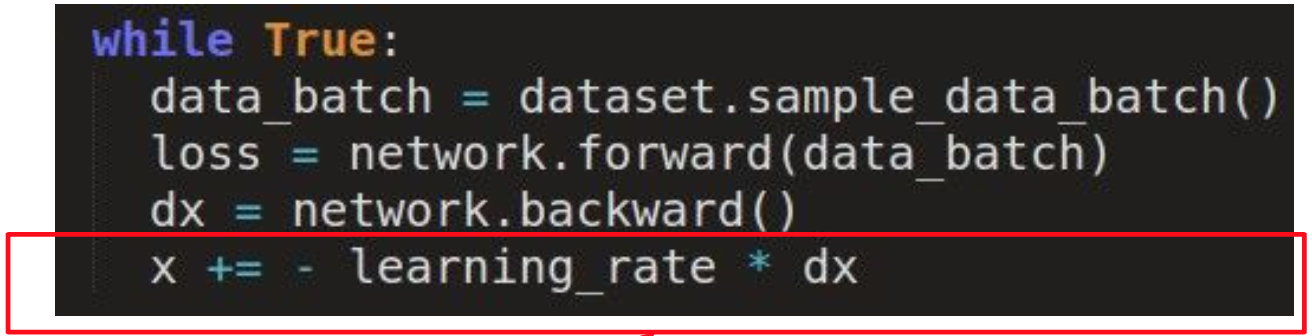 while True:
data_batch = dataset.sample_data_batch()
loss = network.forward(data_batch)
dx = network.backward()
x += - learning_rate * dx